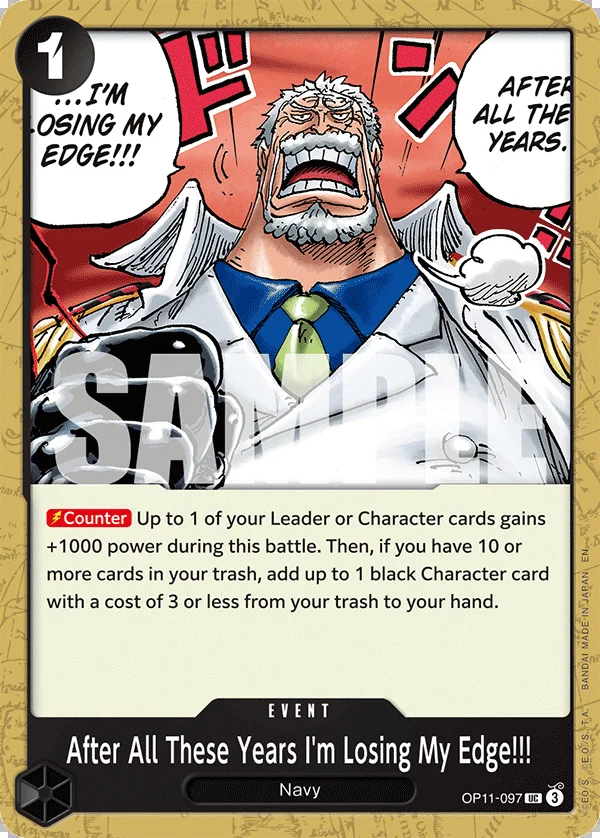 1
...I'M
LOSING MY
EDGE!!!
AFTER
ALL THE
YEARS.
ド
ン
SAMPLE
Counter Up to 1 of your Leader or Character cards gains
+1000 power during this battle. Then, if you have 10 or
more cards in your trash, add up to 1 black Character card
with a cost of 3 or less from your trash to your hand.
EVENT
After All These Years I'm Losing My Edge!!!
Navy
OP11-097 UC 3
©E.O/S. ©E.O./S.,T.A. BANDAI MADE IN JAPAN EN